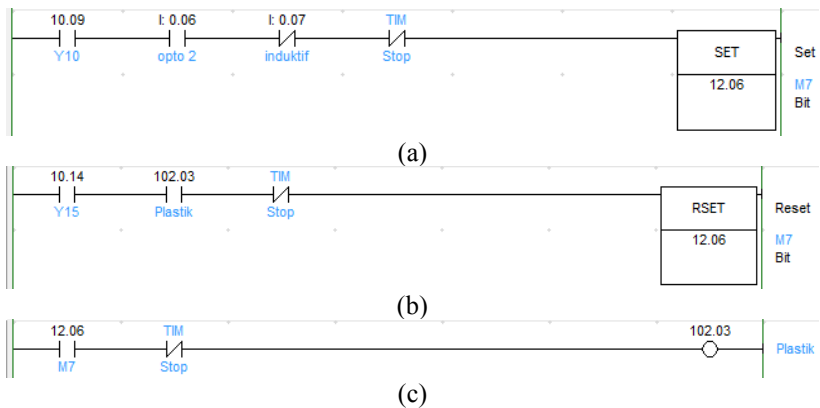 10.09 I: 0.06 I: 0.07 TIM
Y10 opto 2 induktif Stop
SET Set
12.06 M7
Bit
(a)
10.14 102.03 TIM
Y15 Plastik Stop
RSET Reset
12.06 M7
Bit
(b)
12.06 TIM 102.03
Plastik
M7 Stop
(c)